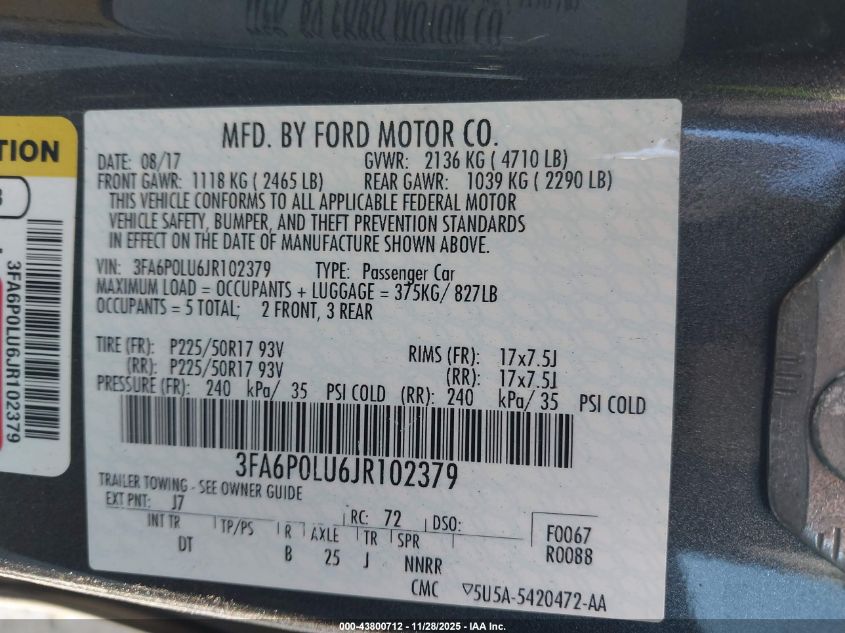 MFD. BY FORD MOTOR CO.
DATE: 08/17 GVWR: 2136 KG ( 4710 LB)
FRONT GAWR: 1118 KG ( 2465 LB) REAR GAWR: 1039 KG ( 2290 LB)
THIS VEHICLE CONFORMS TO ALL APPLICABLE FEDERAL MOTOR
VEHICLE SAFETY, BUMPER, AND THEFT PREVENTION STANDARDS
IN EFFECT ON THE DATE OF MANUFACTURE SHOWN ABOVE.
VIN: 3FA6P0LU6JR102379 TYPE: Passenger Car
MAXIMUM LOAD = OCCUPANTS + LUGGAGE = 375KG/ 827LB
OCCUPANTS = 5 TOTAL; 2 FRONT, 3 REAR
TIRE (FR): P225/50R17 93V RIMS (FR): 17x7.5J
(RR): P225/50R17 93V (RR): 17x7.5J
PRESSURE (FR): 240 kPa/ 35 PSI COLD (RR): 240 kPa/ 35 PSI COLD
3FA6P0LU6JR102379
TRAILER TOWING - SEE OWNER GUIDE
EXT PNT: J7 RC: 72 DSO: F0067
INT TR TP/PS R AXLE TR SPR R0088
DT B 25 J NNRR
CMC 5U5A-5420472-AA
TION
3
3FA6P0LU6JR102379
000-43800712 - 11/28/2025 - IAA, Inc.